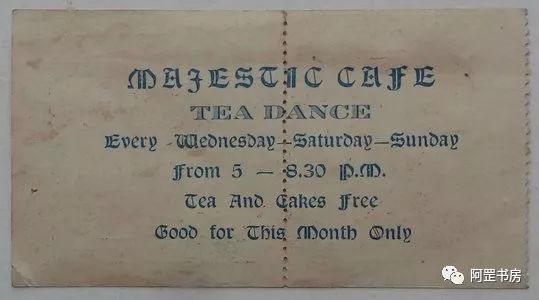 MAJESTIC CAFE
TEA DANCE
Every Wednesday—Saturday—Sunday
From 5 — 8.30 P.M.
Tea And Cakes Free
Good for This Month Only
阿罡书房